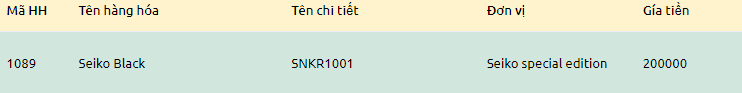 Mã HH Tên hàng hóa Tên chi tiết Đơn vị Gía tiền
1089 Seiko Black SNKR1001 Seiko special edition 200000